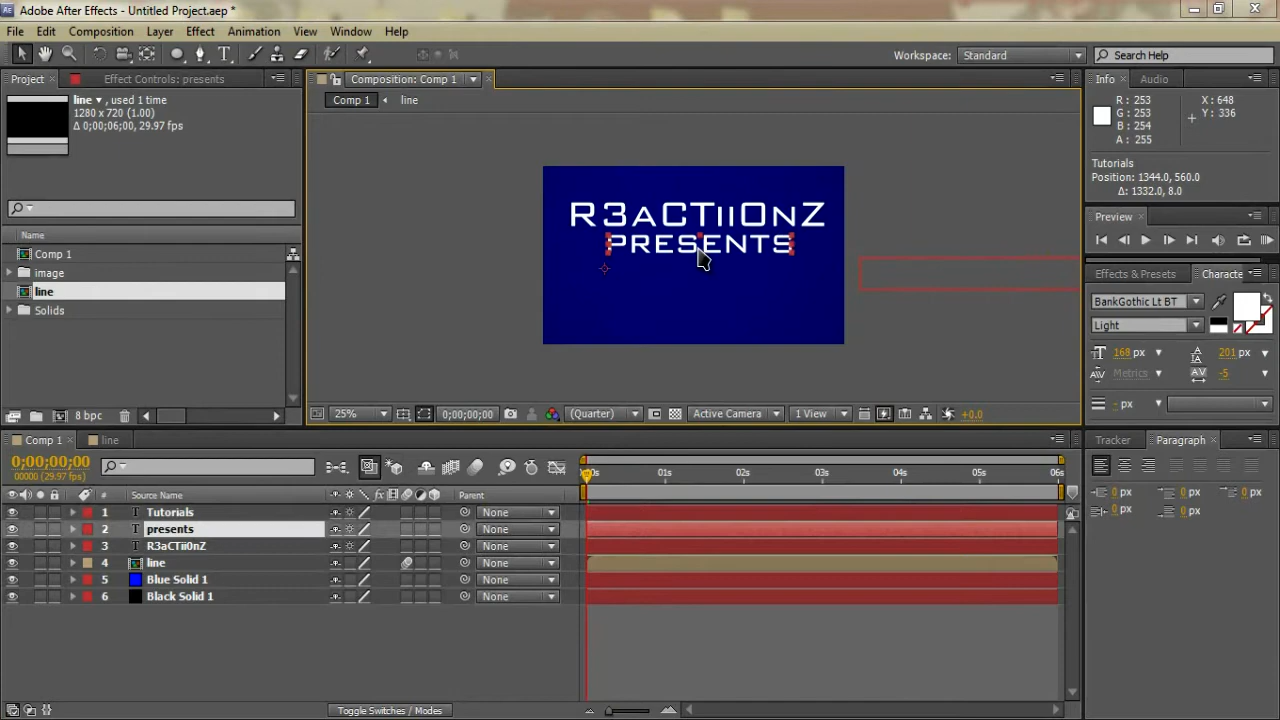 Adobe After Effects - Untitled Project.aep *
File Edit Composition Layer Effect Animation View Window Help
Workspace: Standard Search Help
Project Effect Controls: presents
line ▾, used 1 time
1280 x 720 (1.00)
Δ 0;00;06;00, 29.97 fps
Name
Comp 1
image
line
Solids
8 bpc
Composition: Comp 1
Comp 1 line
R3aCTii0nZ
PRESENTS
25% 0;00;00;00 (Quarter) Active Camera 1 View +0.0
Info Audio
R : 253 X : 648
G : 253 Y : 336
B : 254
A : 255
Tutorials
Position: 1344.0, 560.0
Δ: 1332.0, 8.0
Preview
Effects & Presets Characte
BankGothic Lt BT
Light
168 px 201 px
Metrics -5
- px
Comp 1 line
0;00;00;00
00000 (29.97 fps)
# Source Name Parent
0s 01s 02s 03s 04s 05s 06s
1 T Tutorials None
2 T presents None
3 T R3aCTii0nZ None
4 line None
5 Blue Solid 1 None
6 Black Solid 1 None
Toggle Switches / Modes
Tracker Paragraph
0 px 0 px 0 px
0 px 0 px